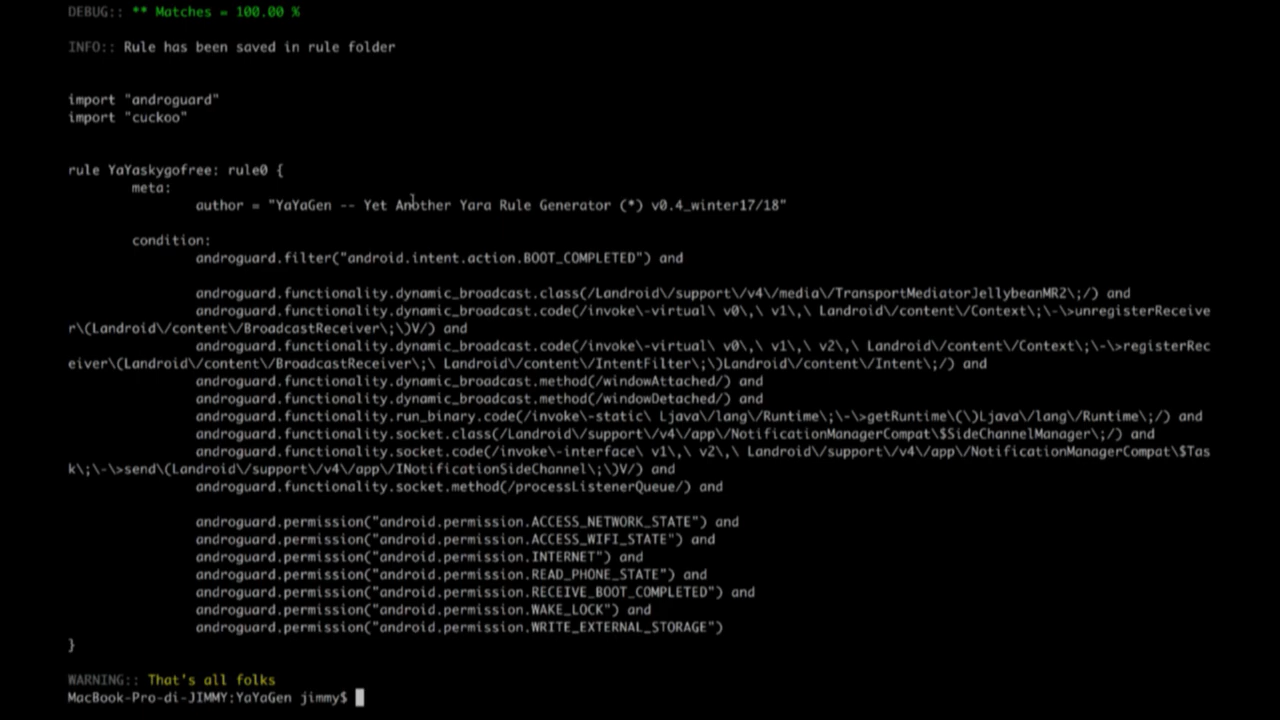 DEBUG:: ** Matches = 100.00 %
INFO:: Rule has been saved in rule folder
import "androguard"
import "cuckoo"
rule YaYaskygofree: rule0 {
meta:
author = "YaYaGen -- Yet Another Yara Rule Generator (*) v0.4_winter17/18"
condition:
androguard.filter("android.intent.action.BOOT_COMPLETED") and
androguard.functionality.dynamic_broadcast.class(/Landroid\/support\/v4\/media\/TransportMediatorJellybeanMR2\;/) and
androguard.functionality.dynamic_broadcast.code(/invoke\-virtual\ v0\,\ v1\,\ Landroid\/content\/Context\;\-\>unregisterReceive
r\(Landroid\/content\/BroadcastReceiver\;\)V/) and
androguard.functionality.dynamic_broadcast.code(/invoke\-virtual\ v0\,\ v1\,\ v2\,\ Landroid\/content\/Context\;\-\>registerRec
eiver\(Landroid\/content\/BroadcastReceiver\;\ Landroid\/content\/IntentFilter\;\)Landroid\/content\/Intent\;/) and
androguard.functionality.dynamic_broadcast.method(/windowAttached/) and
androguard.functionality.dynamic_broadcast.method(/windowDetached/) and
androguard.functionality.run_binary.code(/invoke\-static\ Ljava\/lang\/Runtime\;\-\>getRuntime\(\)Ljava\/lang\/Runtime\;/) and
androguard.functionality.socket.class(/Landroid\/support\/v4\/app\/NotificationManagerCompat\$SideChannelManager\;/) and
androguard.functionality.socket.code(/invoke\-interface\ v1\,\ v2\,\ Landroid\/support\/v4\/app\/NotificationManagerCompat\$Tas
k\;\-\>send\(Landroid\/support\/v4\/app\/INotificationSideChannel\;\)V/) and
androguard.functionality.socket.method(/processListenerQueue/) and
androguard.permission("android.permission.ACCESS_NETWORK_STATE") and
androguard.permission("android.permission.ACCESS_WIFI_STATE") and
androguard.permission("android.permission.INTERNET") and
androguard.permission("android.permission.READ_PHONE_STATE") and
androguard.permission("android.permission.RECEIVE_BOOT_COMPLETED") and
androguard.permission("android.permission.WAKE_LOCK") and
androguard.permission("android.permission.WRITE_EXTERNAL_STORAGE")
}
WARNING:: That's all folks
MacBook-Pro-di-JIMMY:YaYaGen jimmy$